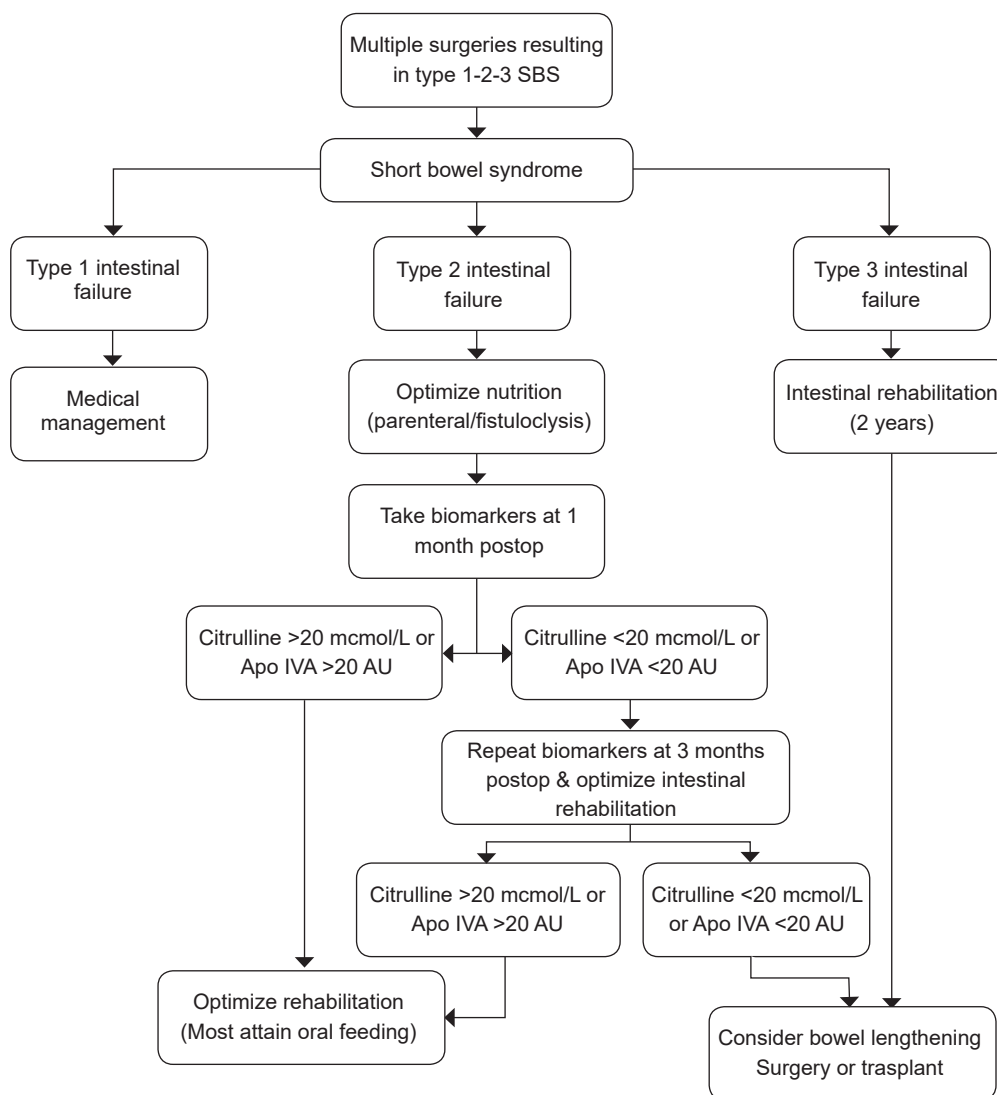 Multiple surgeries resulting
in type 1-2-3 SBS
Short bowel syndrome
Type 1 intestinal
failure
Type 2 intestinal
failure
Type 3 intestinal
failure
Medical
management
Optimize nutrition
(parenteral/fistuloclysis)
Intestinal rehabilitation
(2 years)
Take biomarkers at 1
month postop
Citrulline >20 mcmol/L or
Apo IVA >20 AU
Citrulline <20 mcmol/L or
Apo IVA <20 AU
Repeat biomarkers at 3 months
postop & optimize intestinal
rehabilitation
Citrulline >20 mcmol/L or
Apo IVA >20 AU
Citrulline <20 mcmol/L
or Apo IVA <20 AU
Optimize rehabilitation
(Most attain oral feeding)
Consider bowel lengthening
Surgery or trasplant